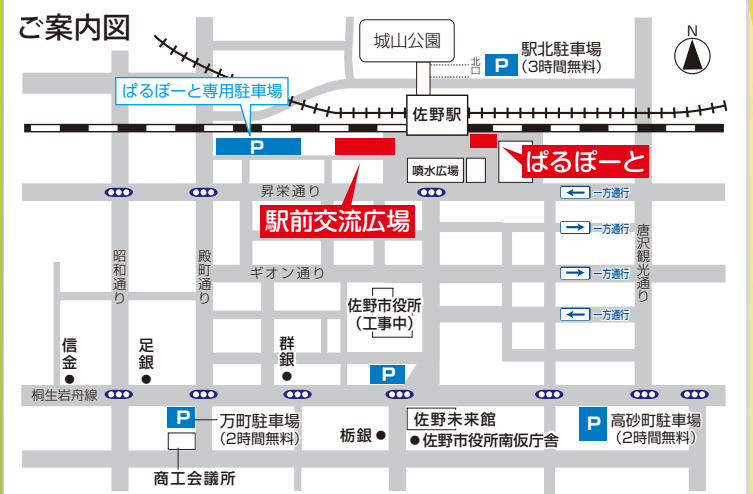 ご案内図
城山公園
北口
P
駅北駐車場
(3時間無料)
N
ぱるぽーと専用駐車場
佐野駅
P
ぱるぽーと
噴水広場
昇栄通り
一方通行
駅前交流広場
一方通行
昭和通り
殿町通り
唐沢観光通り
ギオン通り
一方通行
佐野市役所
(工事中)
一方通行
信金
足銀
群銀
P
桐生岩舟線
P
万町駐車場
(2時間無料)
栃銀
佐野未来館
佐野市役所南仮庁舎
P
高砂町駐車場
(2時間無料)
商工会議所